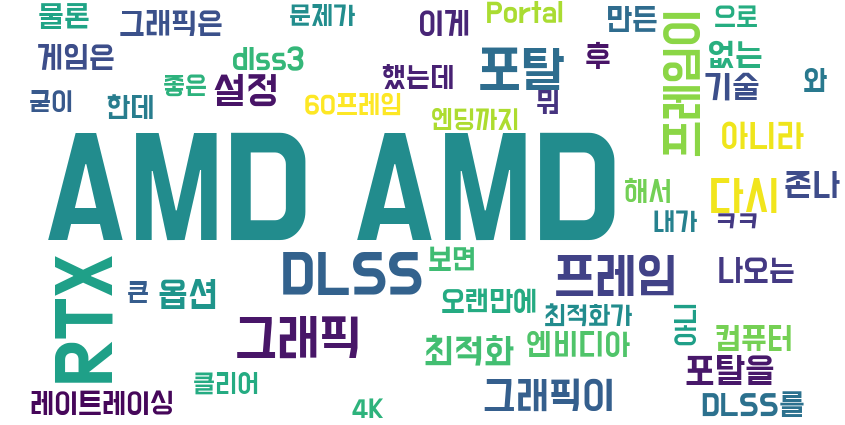 물론
그래픽은
문제가
이게
Portal
만든
으로
게임은
dlss3
좋은
설정
했는데
포탈
후
프레임이
없는
기술
와
굳이
한데
60프레임
엔딩까지
뭐
아니라
AMD AMD
해서
다시
존나
내가
ㅋㅋ
RTX
큰
옵션
DLSS
보면
프레임
나오는
오랜만에
최적화가
그래픽
최적화
엔비디아
컴퓨터
포탈을
레이트레이싱
클리어
4K
그래픽이
DLSS를